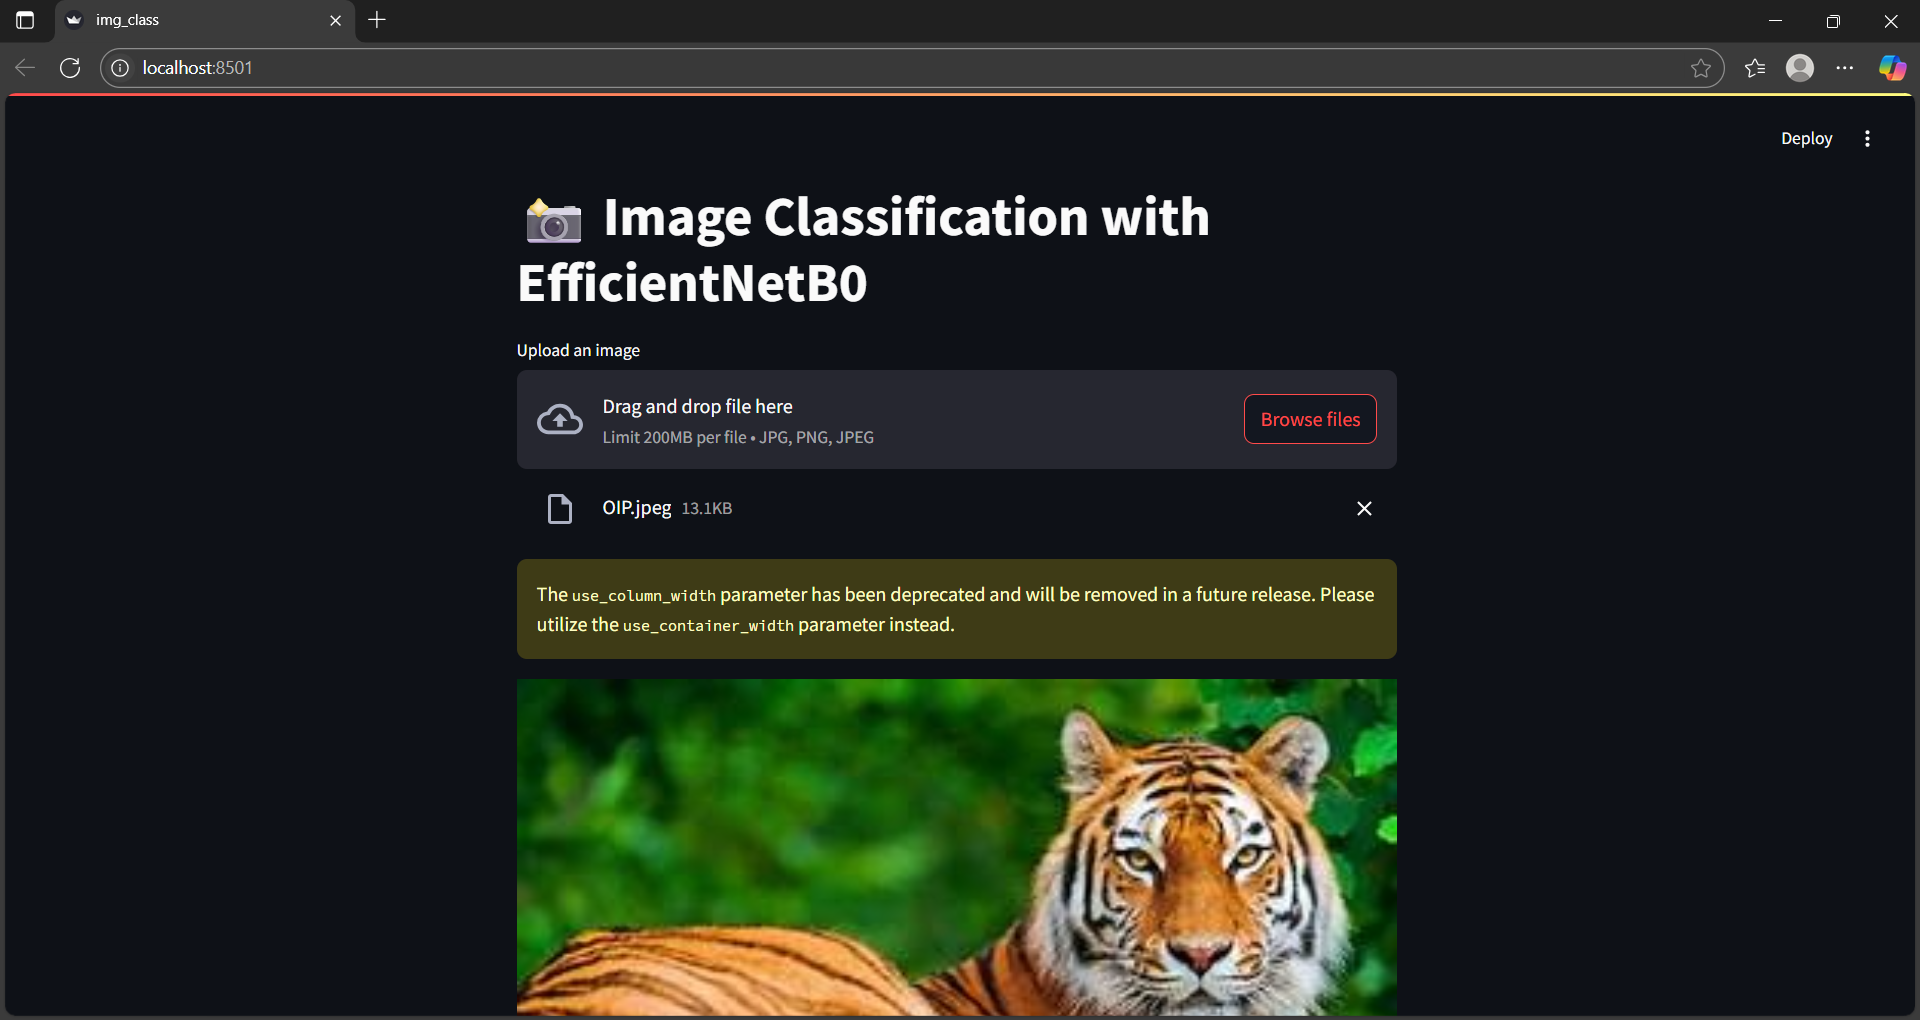 img_class
localhost:8501
Deploy
Image Classification with
EfficientNetB0
Upload an image
Drag and drop file here
Limit 200MB per file • JPG, PNG, JPEG
Browse files
OIP.jpeg 13.1KB
The use_column_width parameter has been deprecated and will be removed in a future release. Please
utilize the use_container_width parameter instead.